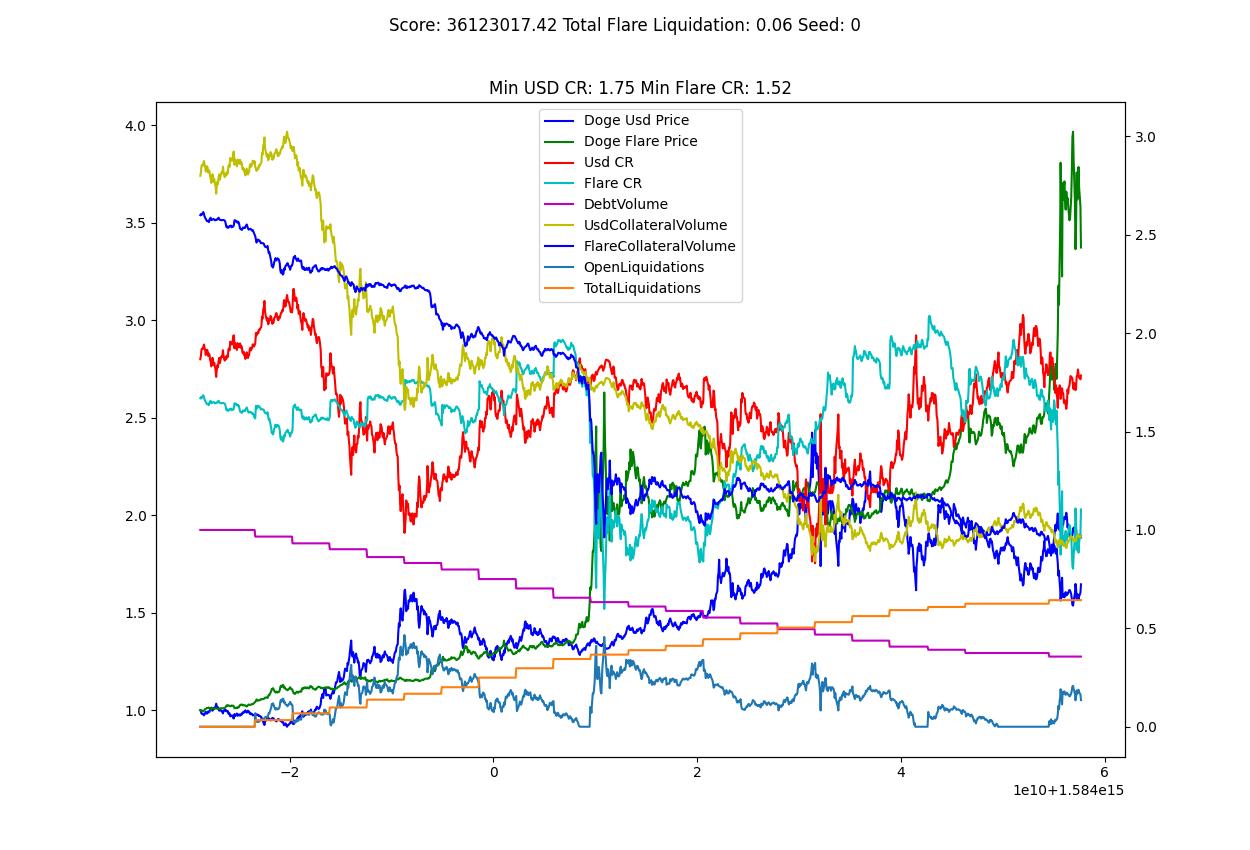 Score: 36123017.42 Total Flare Liquidation: 0.06 Seed: 0
Min USD CR: 1.75 Min Flare CR: 1.52
Doge Usd Price
Doge Flare Price
Usd CR
Flare CR
DebtVolume
UsdCollateralVolume
FlareCollateralVolume
OpenLiquidations
TotalLiquidations
4.0
3.5
3.0
2.5
2.0
1.5
1.0
3.0
2.5
2.0
1.5
1.0
0.5
0.0
−2 0 2 4 6
1e10+1.584e15